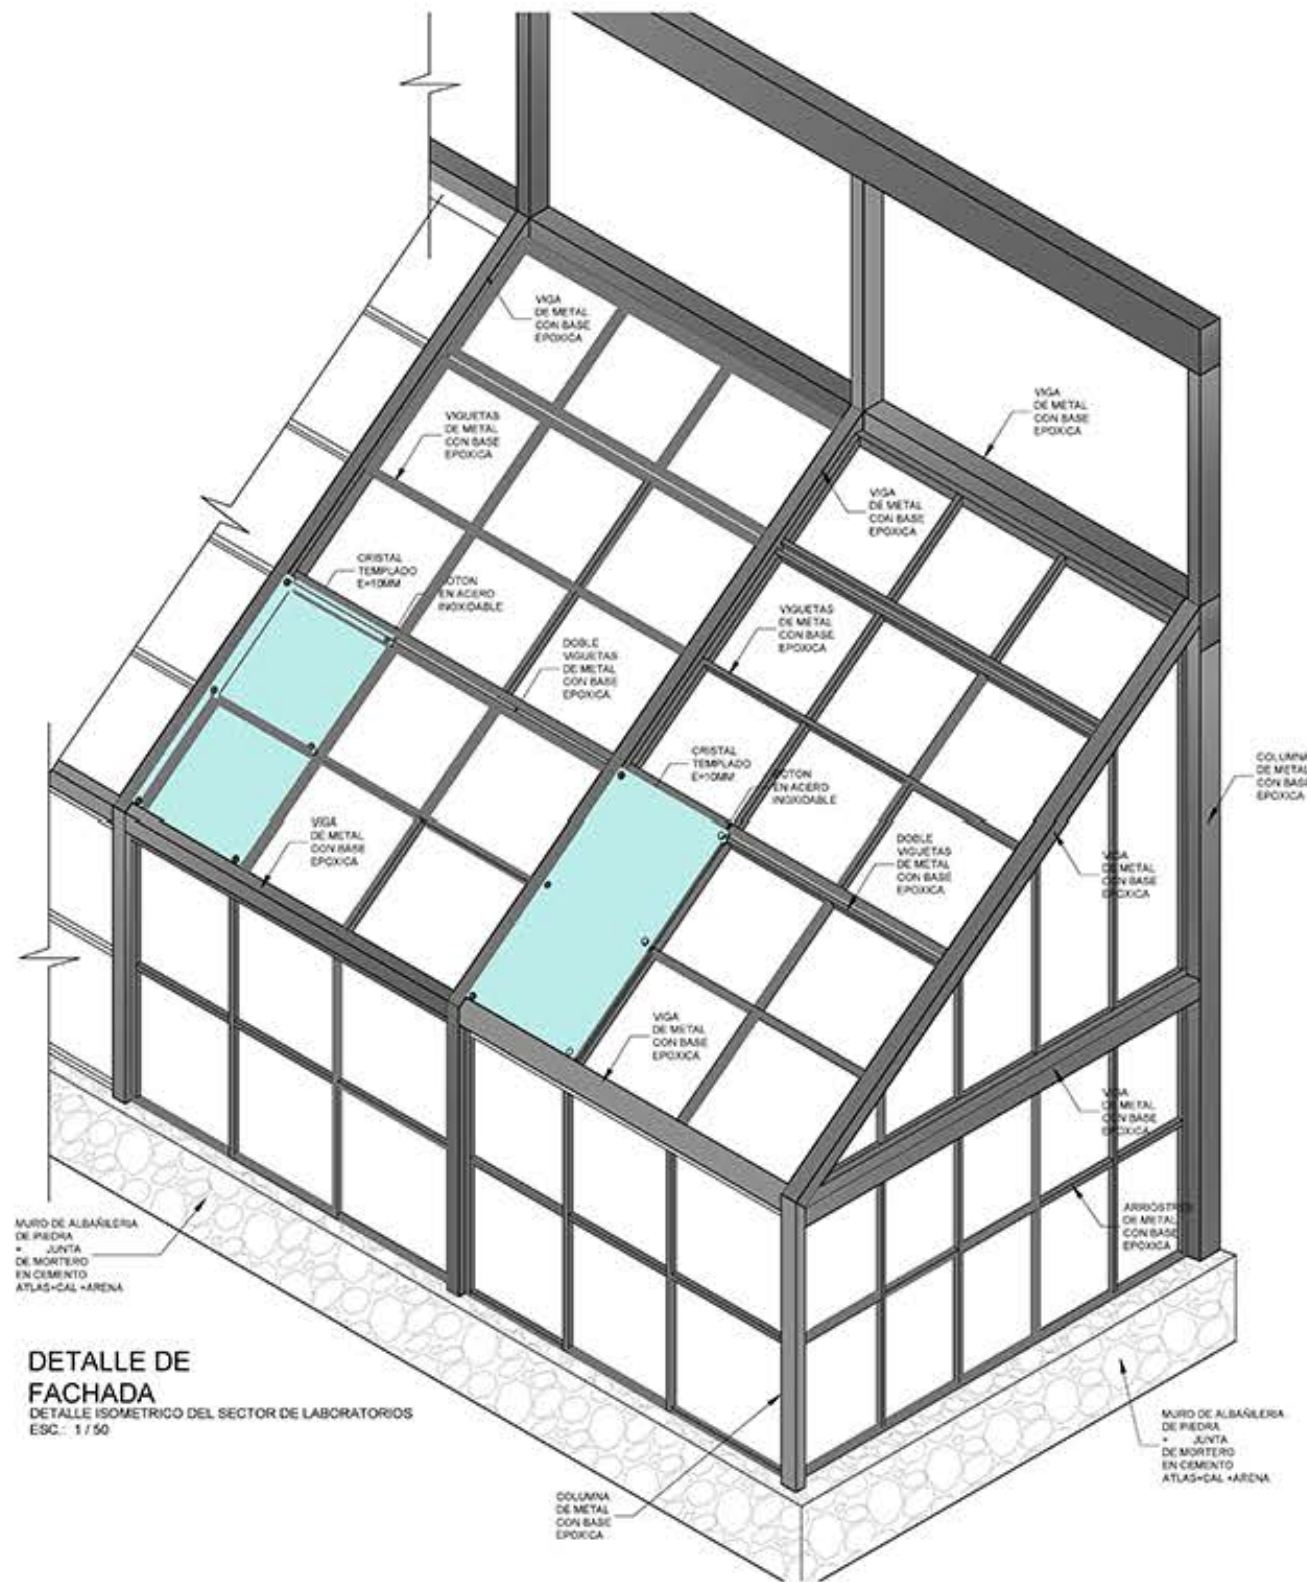 VIGA
DE METAL
CON BASE
EPOXICA
VIGUETAS
DE METAL
CON BASE
EPOXICA
VIGA
DE METAL
CON BASE
EPOXICA
VIGA
DE METAL
CON BASE
EPOXICA
CRISTAL
TEMPLADO
E=10MM
BOTON
EN ACERO
INOXIDABLE
VIGUETAS
DE METAL
CON BASE
EPOXICA
DOBLE
VIGUETAS
DE METAL
CON BASE
EPOXICA
CRISTAL
TEMPLADO
E=10MM
BOTON
EN ACERO
INOXIDABLE
COLUMNA
DE METAL
CON BASE
EPOXICA
VIGA
DE METAL
CON BASE
EPOXICA
DOBLE
VIGUETAS
DE METAL
CON BASE
EPOXICA
VIGA
DE METAL
CON BASE
EPOXICA
VIGA
DE METAL
CON BASE
EPOXICA
VIGA
DE METAL
CON BASE
EPOXICA
ARRIOSTRES
DE METAL
CON BASE
EPOXICA
MURO DE ALBAÑILERIA
DE PIEDRA
+ JUNTA
DE MORTERO
EN CEMENTO
ATLAS+CAL +ARENA
DETALLE DE
FACHADA
DETALLE ISOMETRICO DEL SECTOR DE LABORATORIOS
ESC.: 1 / 50
MURO DE ALBAÑILERIA
DE PIEDRA
+ JUNTA
DE MORTERO
EN CEMENTO
ATLAS+CAL +ARENA
COLUMNA
DE METAL
CON BASE
EPOXICA